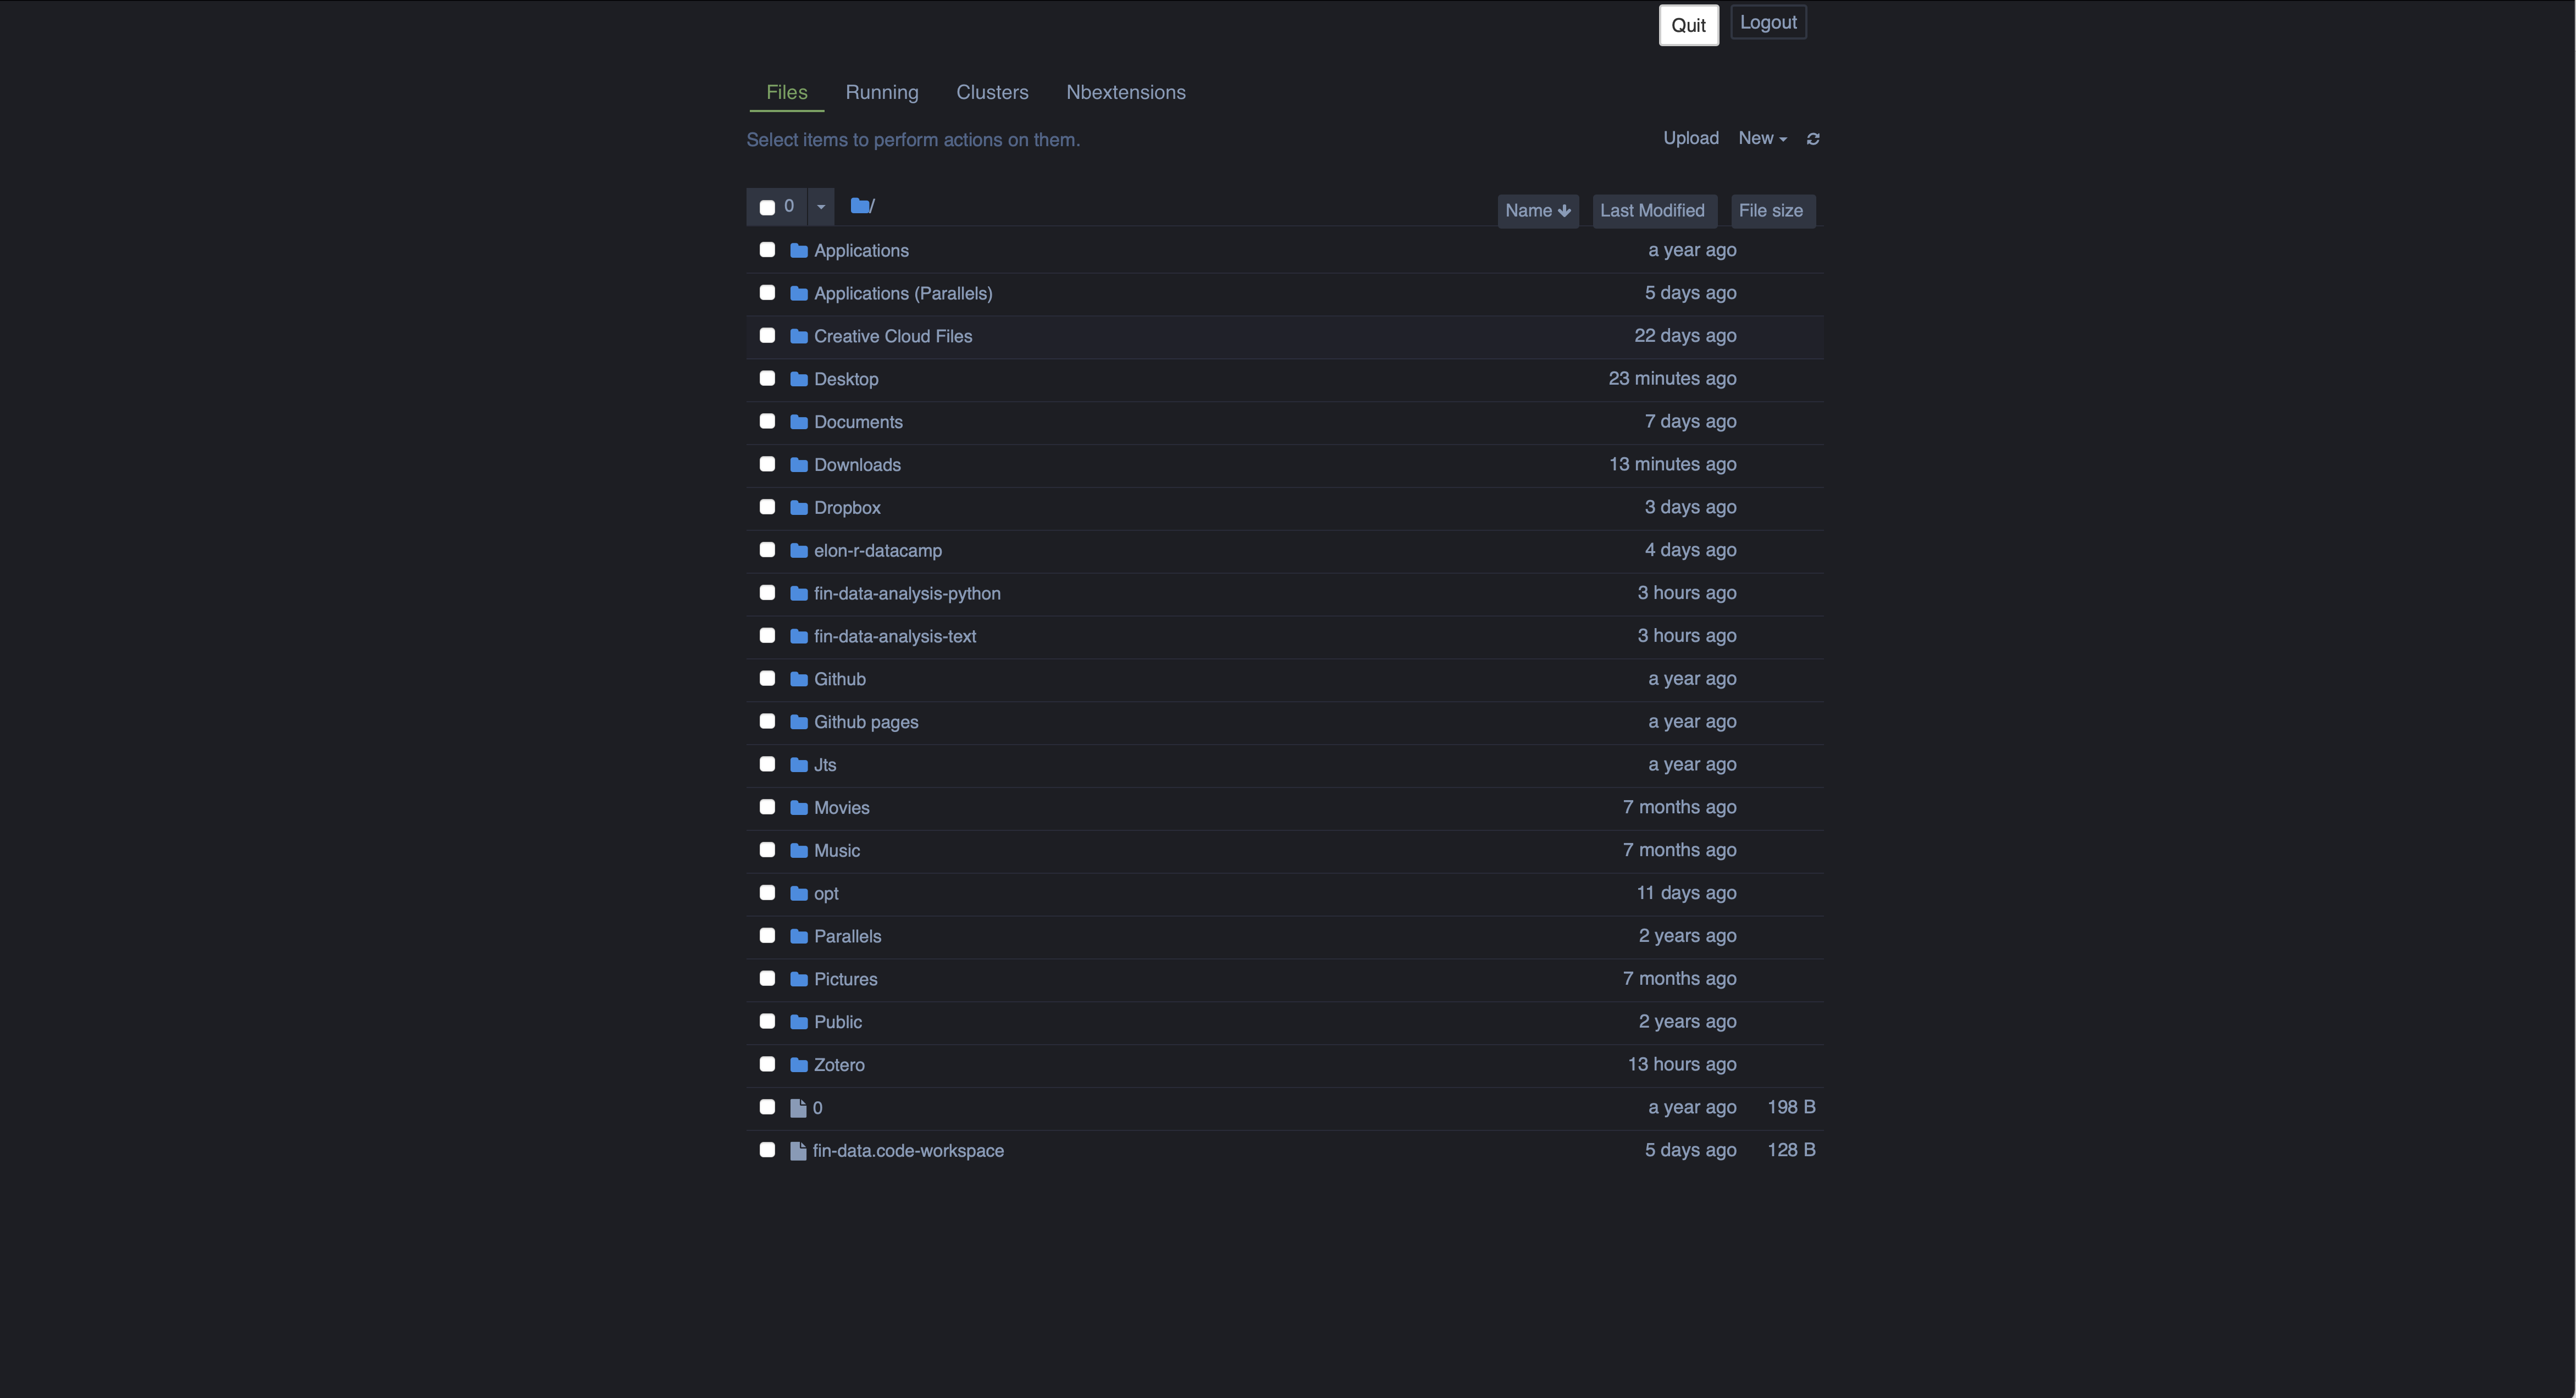 Quit Logout
Files Running Clusters Nbextensions
Select items to perform actions on them. Upload New
0 / Name Last Modified File size
Applications a year ago
Applications (Parallels) 5 days ago
Creative Cloud Files 22 days ago
Desktop 23 minutes ago
Documents 7 days ago
Downloads 13 minutes ago
Dropbox 3 days ago
elon-r-datacamp 4 days ago
fin-data-analysis-python 3 hours ago
fin-data-analysis-text 3 hours ago
Github a year ago
Github pages a year ago
Jts a year ago
Movies 7 months ago
Music 7 months ago
opt 11 days ago
Parallels 2 years ago
Pictures 7 months ago
Public 2 years ago
Zotero 13 hours ago
0 a year ago 198 B
fin-data.code-workspace 5 days ago 128 B